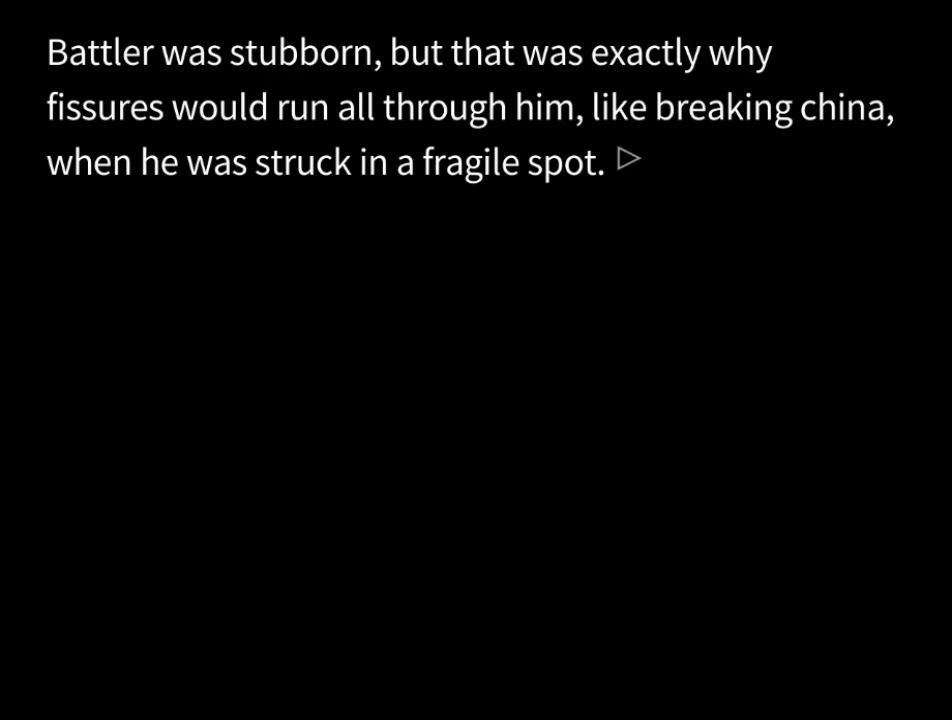 Battler was stubborn, but that was exactly why
fissures would run all through him, like breaking china,
when he was struck in a fragile spot.